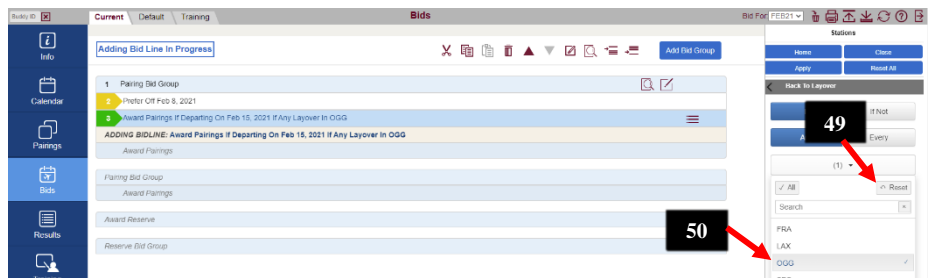 Buddy ID
Current Default Training
Bids
Bid For FEB21
Info
Calendar
Pairings
Bids
Results
Adding Bid Line In Progress
Add Bid Group
1 Pairing Bid Group
2 Prefer Off Feb 8, 2021
3 Award Pairings If Departing On Feb 15, 2021 If Any Layover In OGG
ADDING BIDLINE: Award Pairings If Departing On Feb 15, 2021 If Any Layover In OGG
Award Pairings
Pairing Bid Group
Award Pairings
Award Reserve
Reserve Bid Group
Stations
Home Close
Apply Reset All
Back To Layover
If Not
Every
(1)
✓ All Reset
Search
FRA
LAX
OGG ✓
49
50